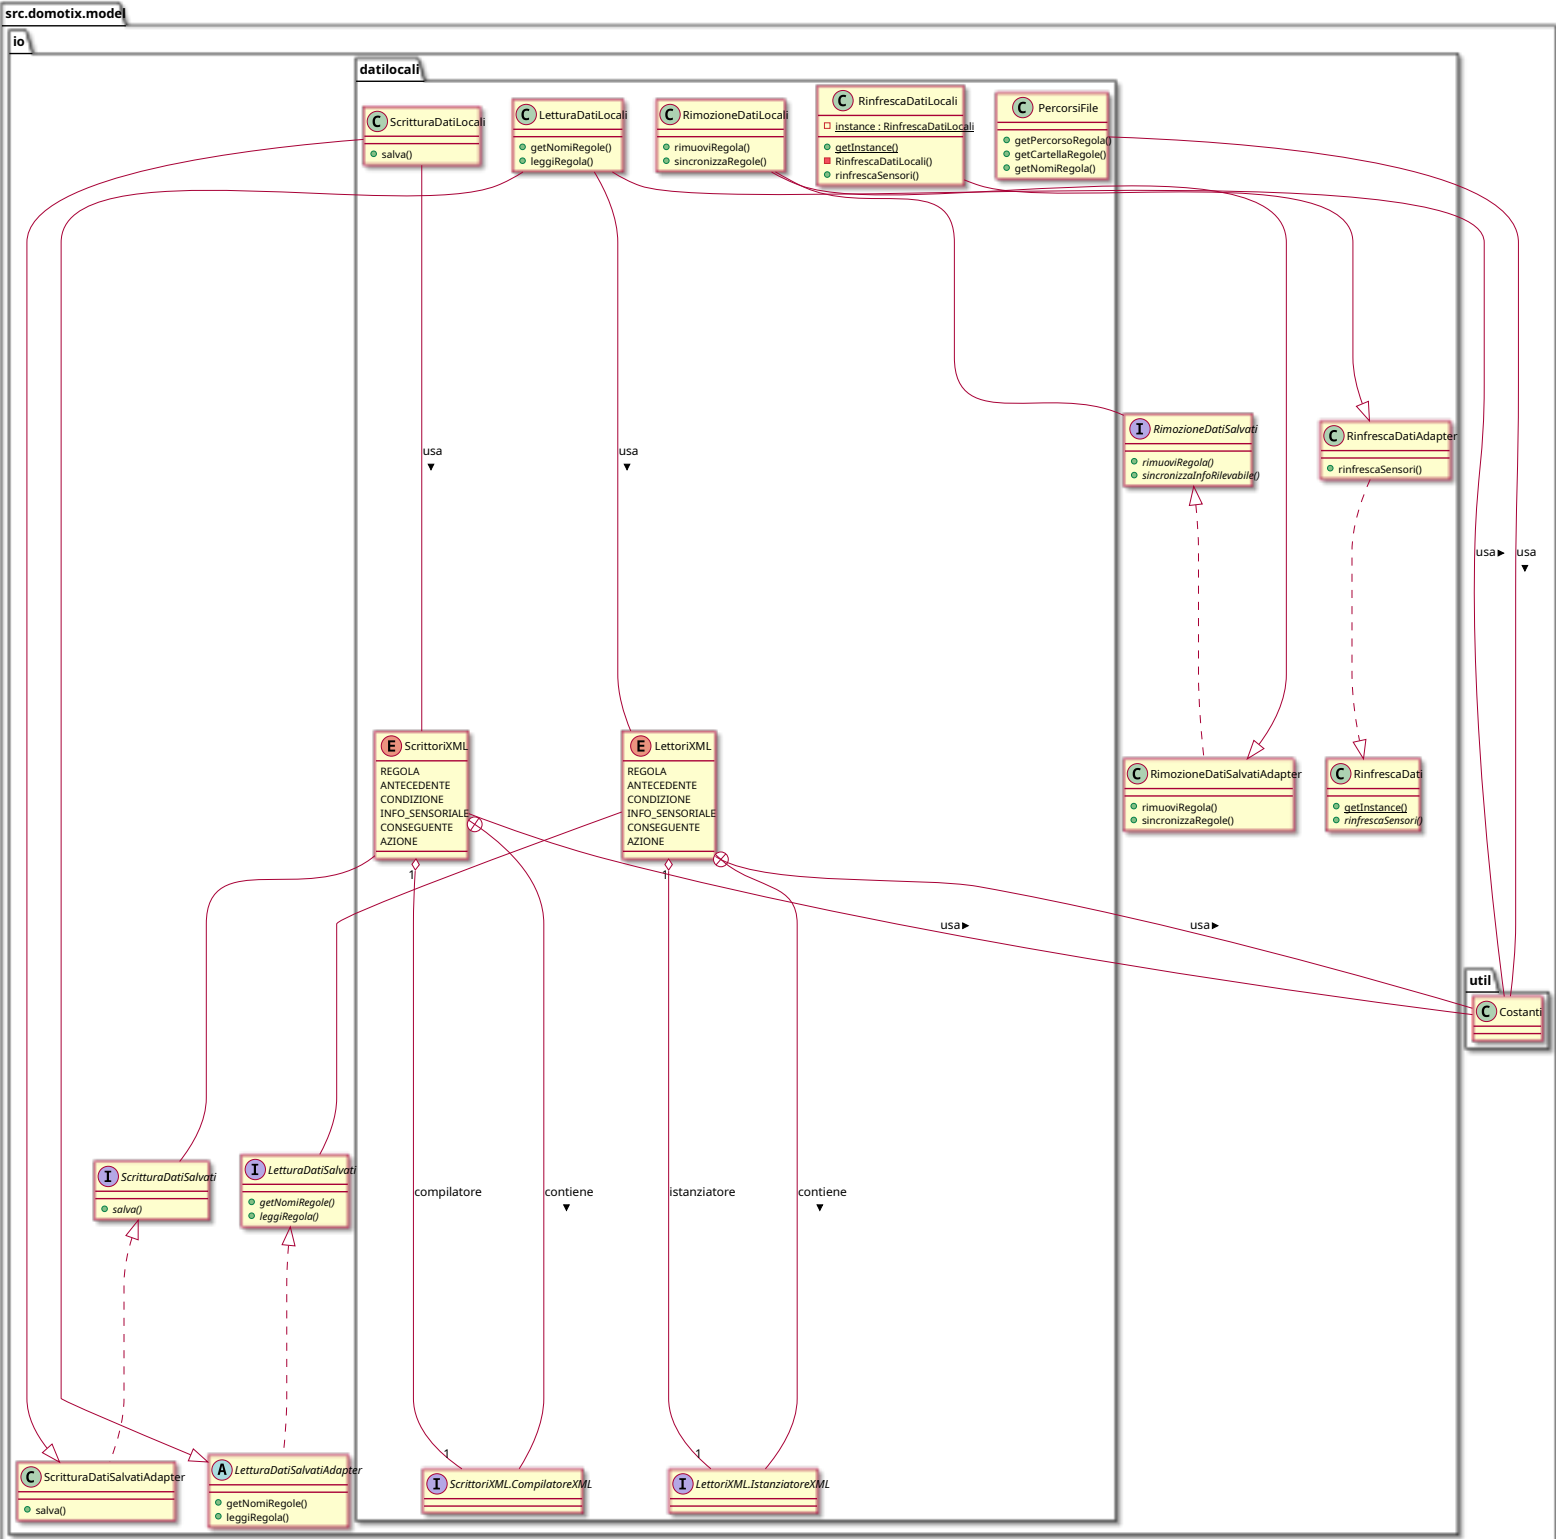 src.domotix.model
io
datilocali
C ScritturaDatiLocali
salva()
C LetturaDatiLocali
getNomiRegole()
leggiRegola()
C RimozioneDatiLocali
rimuoviRegola()
sincronizzaRegole()
C RinfrescaDatiLocali
instance : RinfrescaDatiLocali
getInstance()
RinfrescaDatiLocali()
rinfrescaSensori()
C PercorsiFile
getPercorsoRegola()
getCartellaRegole()
getNomiRegola()
usa
usa
I RimozioneDatiSalvati
rimuoviRegola()
sincronizzaInfoRilevabile()
C RinfrescaDatiAdapter
rinfrescaSensori()
usa
usa
E ScrittoriXML
REGOLA
ANTECEDENTE
CONDIZIONE
INFO_SENSORIALE
CONSEGUENTE
AZIONE
E LettoriXML
REGOLA
ANTECEDENTE
CONDIZIONE
INFO_SENSORIALE
CONSEGUENTE
AZIONE
C RimozioneDatiSalvatiAdapter
rimuoviRegola()
sincronizzaRegole()
C RinfrescaDati
getInstance()
rinfrescaSensori()
1
1
usa
usa
util
C Costanti
I ScritturaDatiSalvati
salva()
I LetturaDatiSalvati
getNomiRegole()
leggiRegola()
compilatore
contiene
istanziatore
contiene
1
1
C ScritturaDatiSalvatiAdapter
salva()
A LetturaDatiSalvatiAdapter
getNomiRegole()
leggiRegola()
I ScrittoriXML.CompilatoreXML
I LettoriXML.IstanziatoreXML